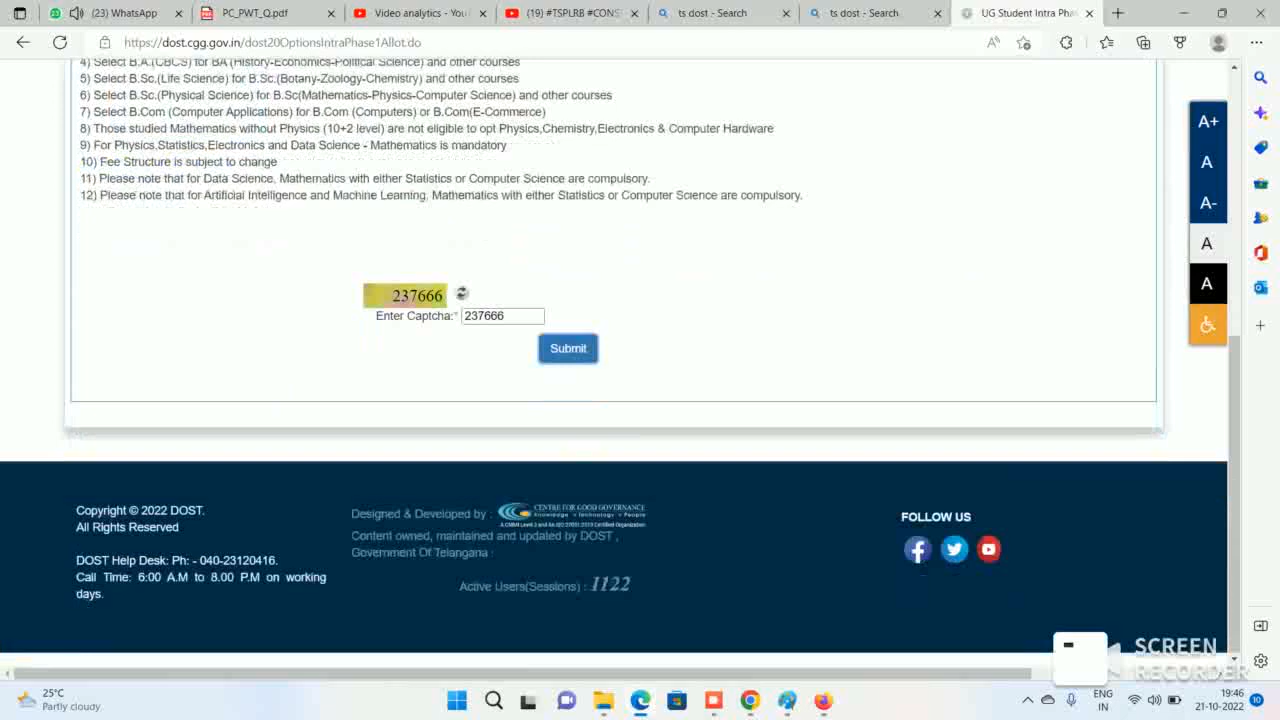 23
(23) WhatsApp
PC_PWT_Q.pdf
Video captcha - You
(19) #TSPLRB #CONS
ts dost - Search
ts dost - Search
UG Student Intra Pha
https://dost.cgg.gov.in/dost20OptionsIntraPhase1Allot.do
4) Select B.A.(CBCS) for BA (History-Economics-Political Science) and other courses
5) Select B.Sc.(Life Science) for B.Sc.(Botany-Zoology-Chemistry) and other courses
6) Select B.Sc.(Physical Science) for B.Sc(Mathematics-Physics-Computer Science) and other courses
7) Select B.Com (Computer Applications) for B.Com (Computers) or B.Com(E-Commerce)
8) Those studied Mathematics without Physics (10+2 level) are not eligible to opt Physics,Chemistry,Electronics & Computer Hardware
9) For Physics,Statistics,Electronics and Data Science - Mathematics is mandatory
10) Fee Structure is subject to change
11) Please note that for Data Science, Mathematics with either Statistics or Computer Science are compulsory.
12) Please note that for Artificial Intelligence and Machine Learning, Mathematics with either Statistics or Computer Science are compulsory.
A+
A
A-
A
A
237666
Enter Captcha:* 237666
Submit
Copyright © 2022 DOST.
All Rights Reserved
DOST Help Desk: Ph: - 040-23120416.
Call Time: 6:00 A.M to 8.00 P.M on working
days.
Designed & Developed by :
CENTRE FOR GOOD GOVERNANCE
Knowledge • Technology • People
Content owned, maintained and updated by DOST ,
Government Of Telangana :
Active Users(Sessions) : 1122
FOLLOW US
SCREEN
RECORDER
25°C
Partly cloudy
ENG
IN
19:46
21-10-2022
10